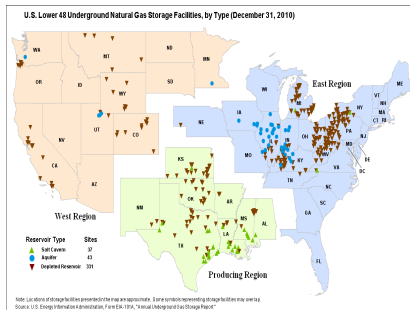 U.S. Lower 48 Underground Natural Gas Storage Facilities, by Type (December 31, 2010)
WA
MT
ND
MN
OR
ID
SD
WY
WI
MI
East Region
NY
VT
ME
NH
MA
CT RI
NV
UT
CO
NE
IA
IL
IN
OH
PA
NJ
MD
DE
DC
CA
AZ
KS
MO
KY
WV
VA
TN
NC
SC
GA
FL
West Region
NM
OK
AR
TX
LA
MS
AL
Producing Region
Reservoir Type Sites
Salt Cavern 37
Aquifer 43
Depleted Reservoir 331
Note: Locations of storage facilities presented in the map are approximate. Some symbols representing storage facilities may overlap.
Source: U.S. Energy Information Administration, Form EIA-191A, "Annual Underground Gas Storage Report"